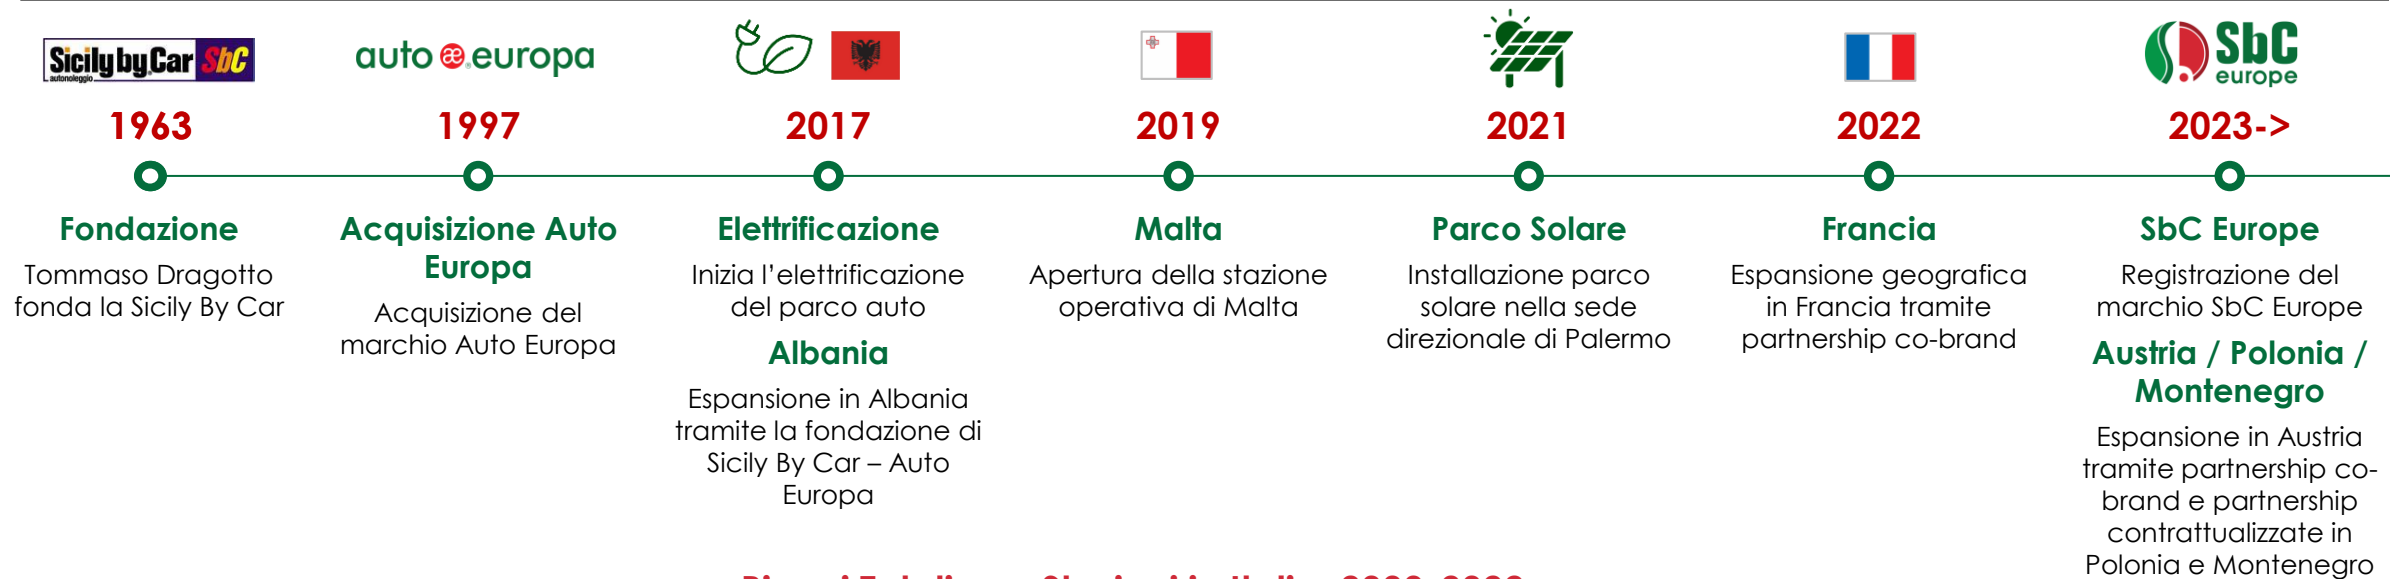 Sicily by Car SbC
autonoleggio
auto æ.europa
SbC
europe
1963
1997
2017
2019
2021
2022
2023->
Fondazione
Tommaso Dragotto
fonda la Sicily By Car
Acquisizione Auto
Europa
Acquisizione del
marchio Auto Europa
Elettrificazione
Inizia l'elettrificazione
del parco auto
Albania
Espansione in Albania
tramite la fondazione di
Sicily By Car – Auto
Europa
Malta
Apertura della stazione
operativa di Malta
Parco Solare
Installazione parco
solare nella sede
direzionale di Palermo
Francia
Espansione geografica
in Francia tramite
partnership co-brand
SbC Europe
Registrazione del
marchio SbC Europe
Austria / Polonia /
Montenegro
Espansione in Austria
tramite partnership co-
brand e partnership
contrattualizzate in
Polonia e Montenegro